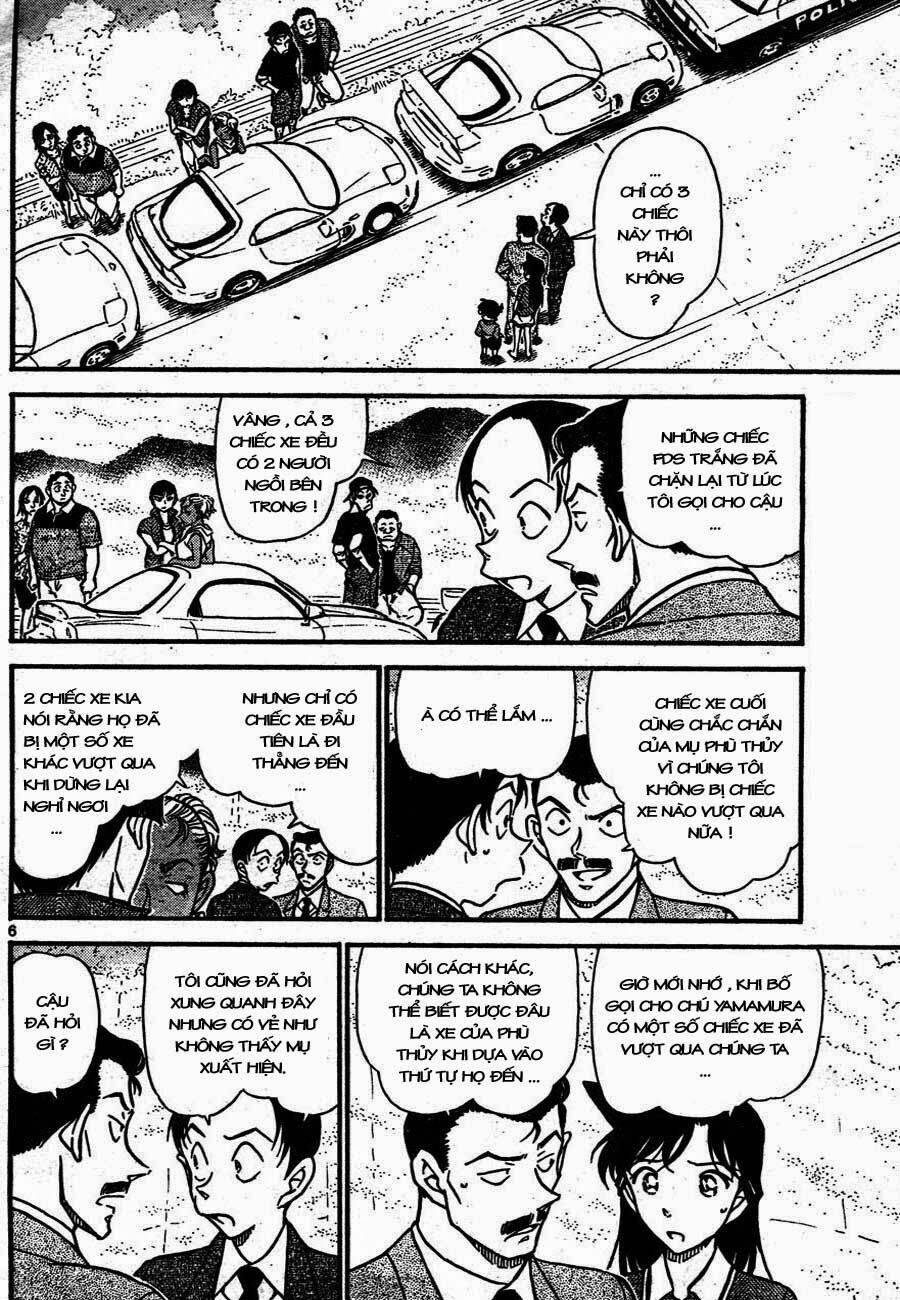 POLI
...
CHỈ CÓ 3
CHIẾC
NÀY THÔI
PHẢI
KHÔNG
?
NHỮNG CHIẾC
FDS TRẮNG ĐÃ
CHẶN LẠI TỪ LÚC
TÔI GỌI CHO CẬU
...
VÂNG , CẢ 3
CHIẾC XE ĐỀU
CÓ 2 NGƯỜI
NGỒI BÊN
TRONG !
CHIẾC XE CUỐI
CÙNG CHẮC CHẮN
CỦA MỤ PHÙ THỦY
VÌ CHÚNG TÔI
KHÔNG BỊ CHIẾC
XE NÀO VƯỢT QUA
NỮA !
À CÓ THỂ LẮM ...
NHƯNG CHỈ CÓ
CHIẾC XE ĐẦU
TIÊN LÀ ĐI
THẲNG ĐẾN
...
2 CHIẾC XE KIA
NÓI RẰNG HỌ ĐÃ
BỊ MỘT SỐ XE
KHÁC VƯỢT QUA
KHI DỪNG LẠI
NGHỈ NGƠI
...
6
GIỜ MỚI NHỚ , KHI BỐ
GỌI CHO CHÚ YAMAMURA
CÓ MỘT SỐ CHIẾC XE ĐÃ
VƯỢT QUA CHÚNG TA
...
NÓI CÁCH KHÁC,
CHÚNG TA KHÔNG
THỂ BIẾT ĐƯỢC ĐÂU
LÀ XE CỦA PHÙ
THỦY KHI DỰA VÀO
THỨ TỰ HỌ ĐẾN ...
TÔI CŨNG ĐÃ HỎI
XUNG QUANH ĐÂY
NHƯNG CÓ VẺ NHƯ
KHÔNG THẤY MỤ
XUẤT HIỆN.
CẬU
ĐÃ HỎI
GÌ ?